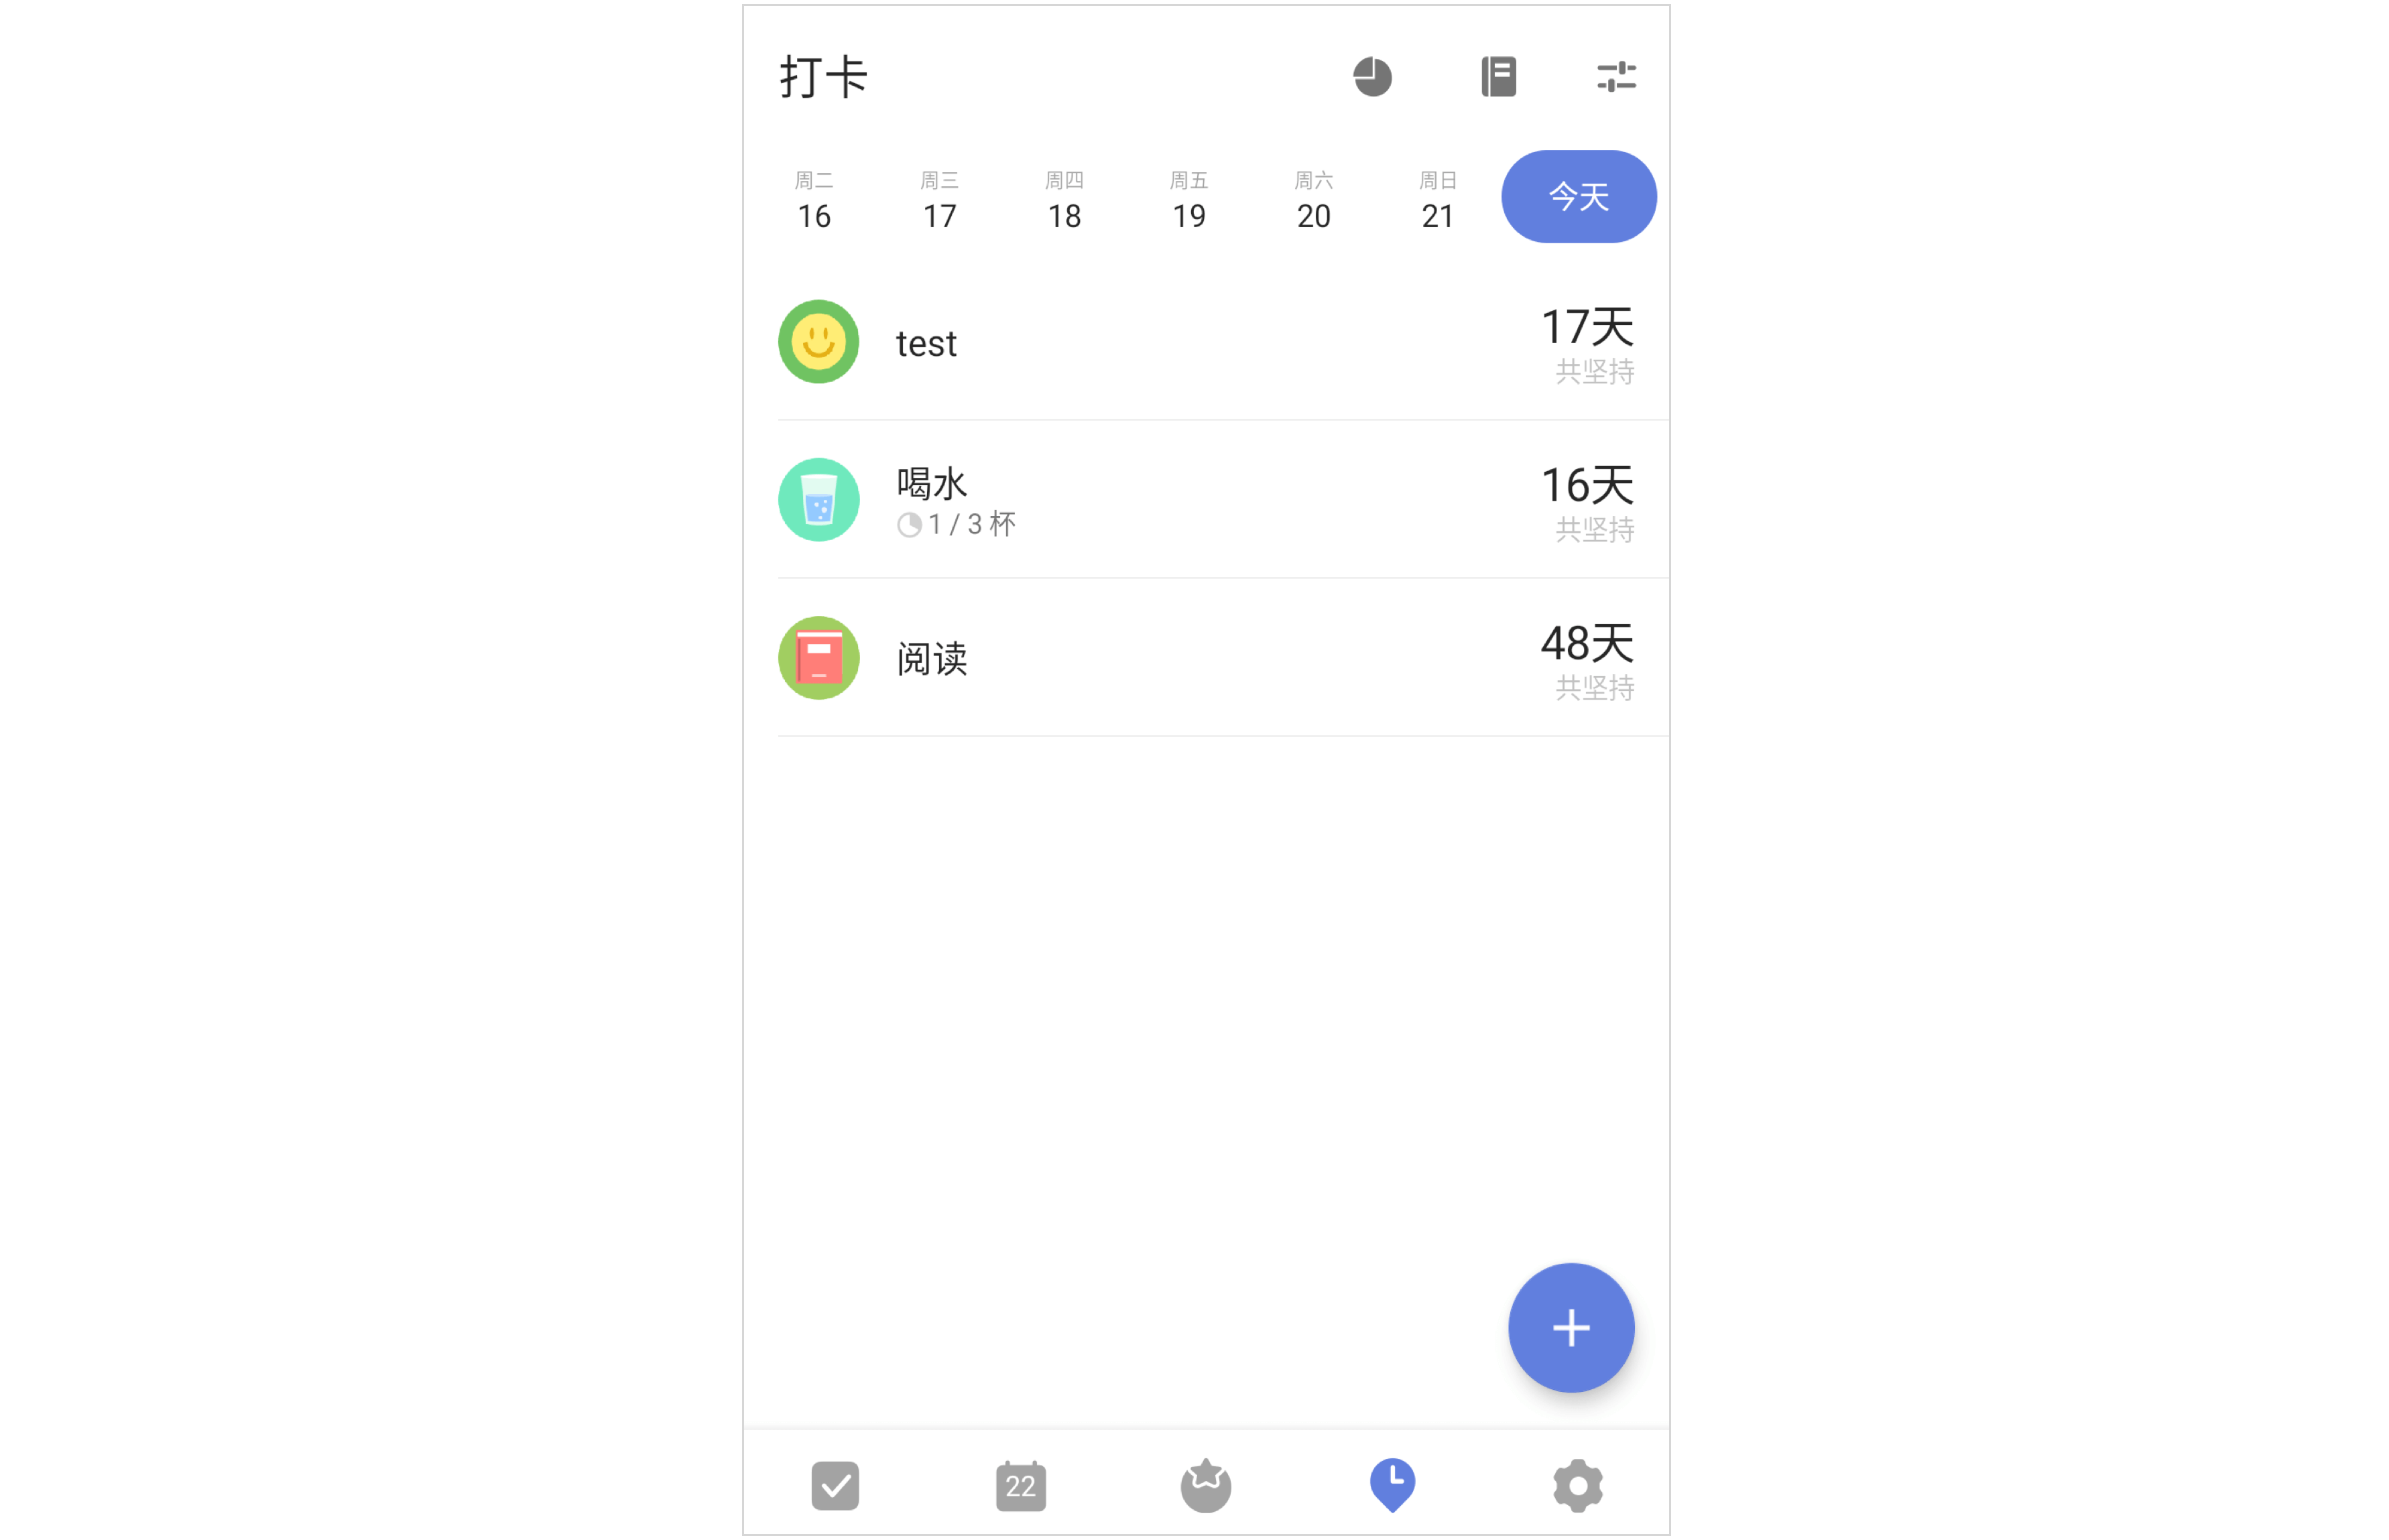 打卡
周二 周三 周四 周五 周六 周日
16 17 18 19 20 21
今天
test
17天
共坚持
喝水
1 / 3 杯
16天
共坚持
阅读
48天
共坚持
22